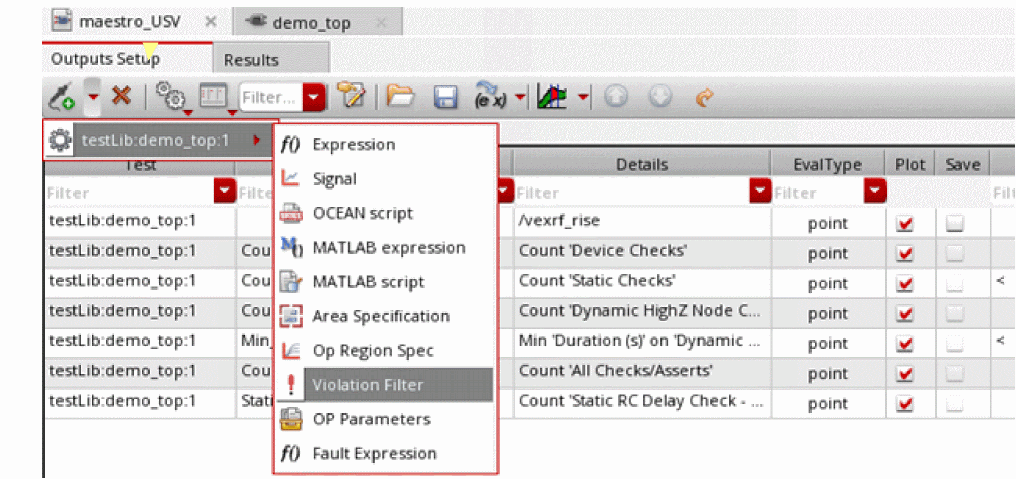 maestro_USV
demo_top
Outputs Setup
Results
Filter...
(e x)
testLib:demo_top:1
f() Expression
Signal
OCEAN script
M() MATLAB expression
MATLAB script
Area Specification
Op Region Spec
Violation Filter
OP Parameters
f() Fault Expression
Test Details EvalType Plot Save
Filter Filte Filter Filter Filt
testLib:demo_top:1 /vexrf_rise point
testLib:demo_top:1 Cou Count 'Device Checks' point
testLib:demo_top:1 Cou Count 'Static Checks' point <
testLib:demo_top:1 Cou Count 'Dynamic HighZ Node C... point
testLib:demo_top:1 Min_ Min 'Duration (s)' on 'Dynamic ... point <
testLib:demo_top:1 Cou Count 'All Checks/Asserts' point
testLib:demo_top:1 Stati Count 'Static RC Delay Check - ... point